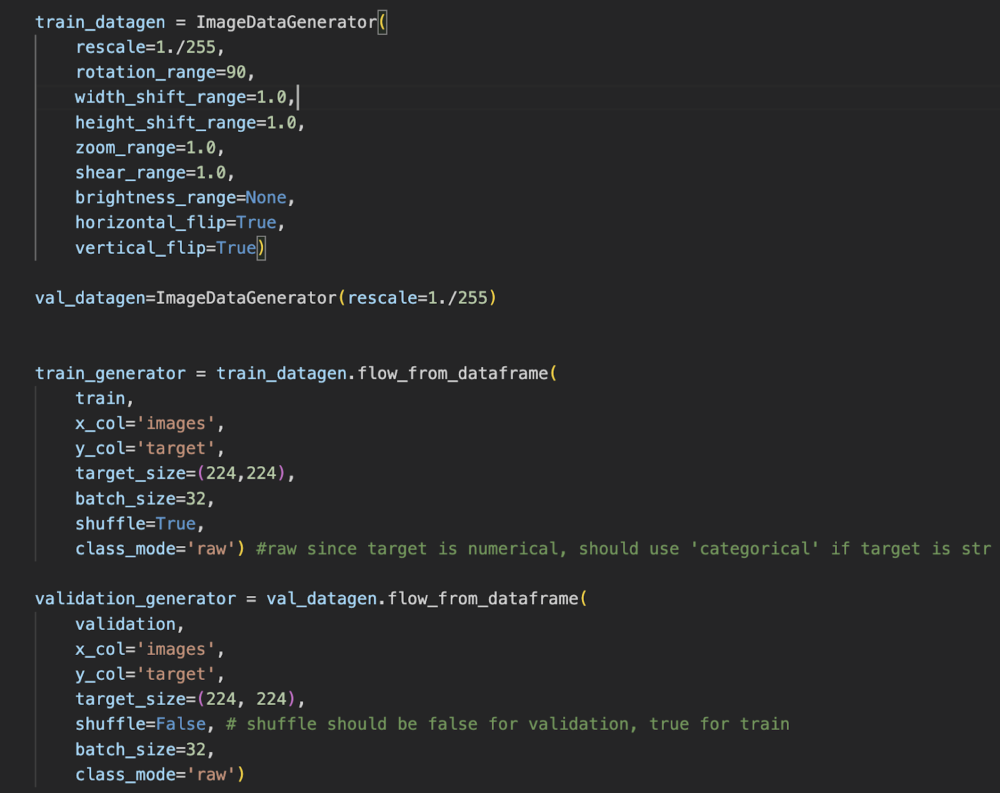 train_datagen = ImageDataGenerator(
    rescale=1./255,
    rotation_range=90,
    width_shift_range=1.0,
    height_shift_range=1.0,
    zoom_range=1.0,
    shear_range=1.0,
    brightness_range=None,
    horizontal_flip=True,
    vertical_flip=True)

val_datagen=ImageDataGenerator(rescale=1./255)


train_generator = train_datagen.flow_from_dataframe(
    train,
    x_col='images',
    y_col='target',
    target_size=(224,224),
    batch_size=32,
    shuffle=True,
    class_mode='raw') #raw since target is numerical, should use 'categorical' if target is str

validation_generator = val_datagen.flow_from_dataframe(
    validation,
    x_col='images',
    y_col='target',
    target_size=(224, 224),
    shuffle=False, # shuffle should be false for validation, true for train
    batch_size=32,
    class_mode='raw')